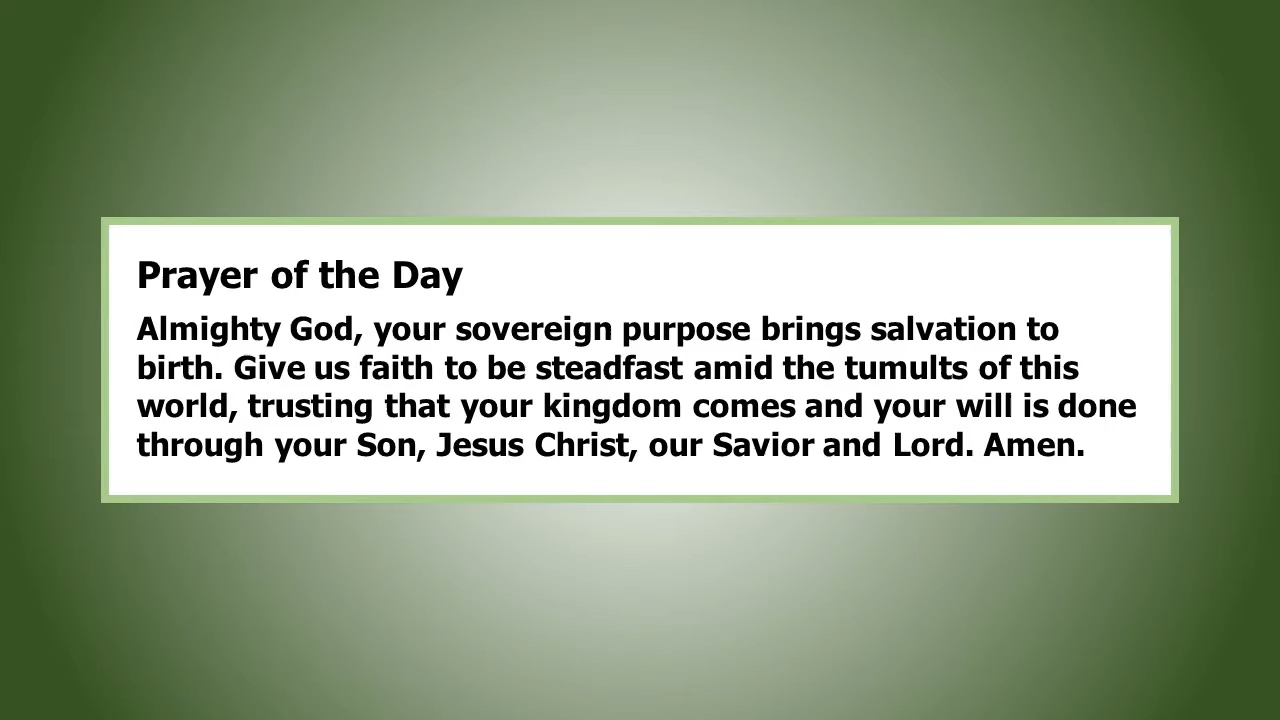 Prayer of the Day
Almighty God, your sovereign purpose brings salvation to
birth. Give us faith to be steadfast amid the tumults of this
world, trusting that your kingdom comes and your will is done
through your Son, Jesus Christ, our Savior and Lord. Amen.